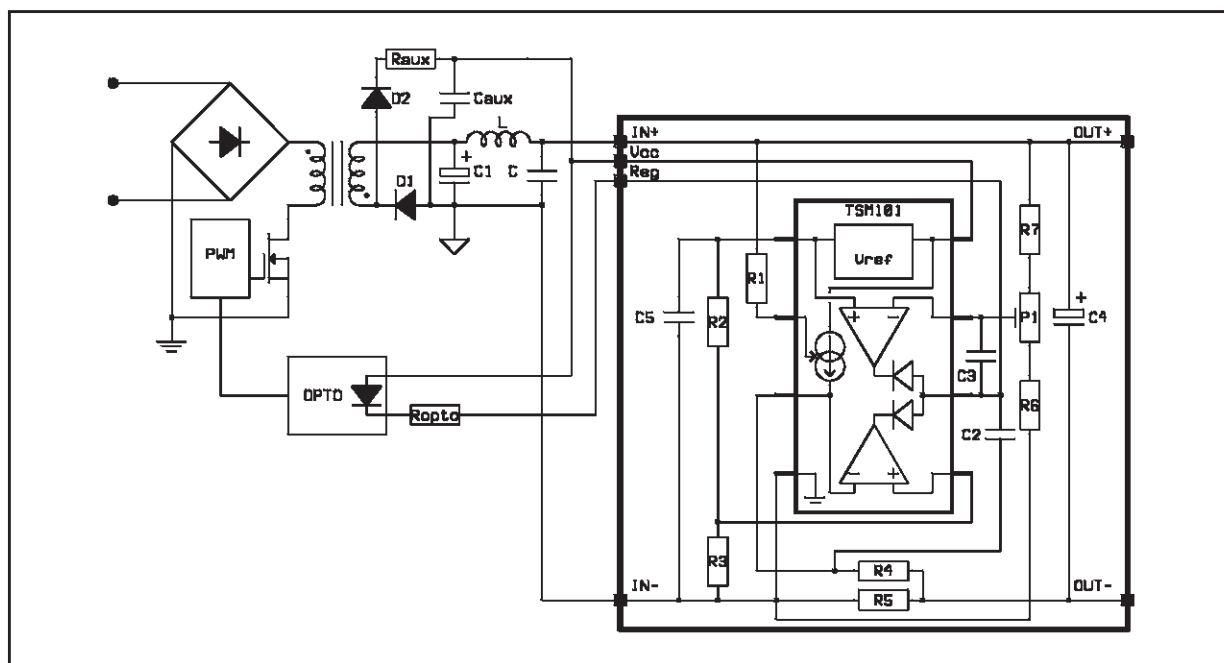 Raux
D2
Caux
L
IN+
OUT+
Vcc
Reg
C1
C
D1
TSM101
PWM
Vref
R7
R1
+
−
P1
+
C4
C5
R2
C3
OPTO
Ropto
R6
C2
−
+
R3
R4
IN-
OUT-
R5
+